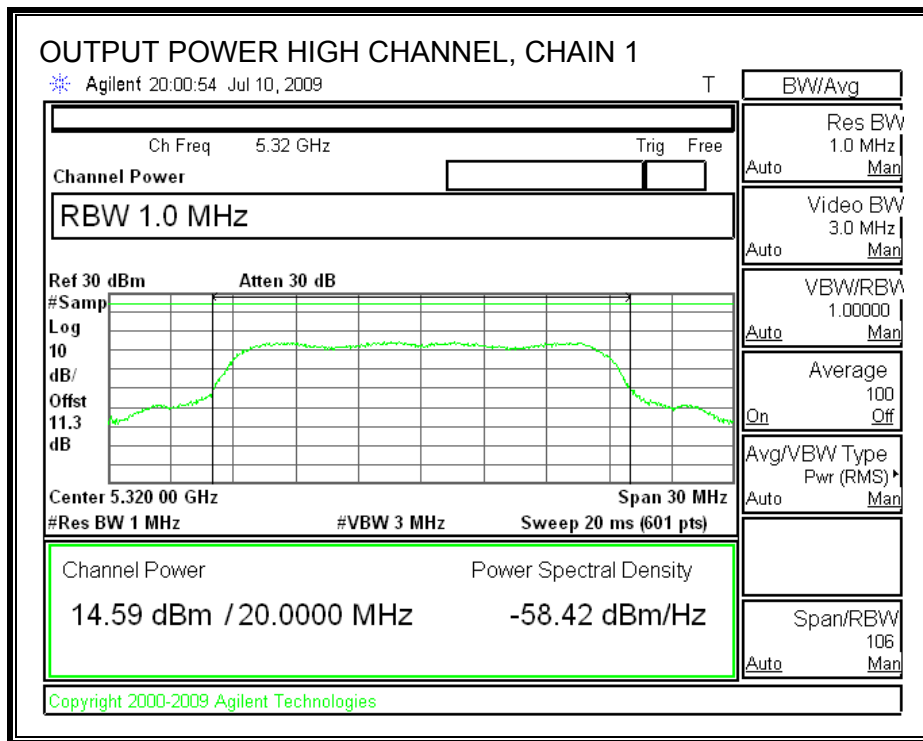 OUTPUT POWER HIGH CHANNEL, CHAIN 1
Agilent 20:00:54 Jul 10, 2009 T
Ch Freq 5.32 GHz Trig Free
Channel Power
RBW 1.0 MHz
Ref 30 dBm Atten 30 dB
#Samp
Log
10
dB/
Offst
11.3
dB
Center 5.320 00 GHz Span 30 MHz
#Res BW 1 MHz #VBW 3 MHz Sweep 20 ms (601 pts)
Channel Power Power Spectral Density
14.59 dBm / 20.0000 MHz -58.42 dBm/Hz
Copyright 2000-2009 Agilent Technologies
BW/Avg
Res BW
1.0 MHz
Auto Man
Video BW
3.0 MHz
Auto Man
VBW/RBW
1.00000
Auto Man
Average
100
On Off
Avg/VBW Type
Pwr (RMS)
Auto Man
Span/RBW
106
Auto Man